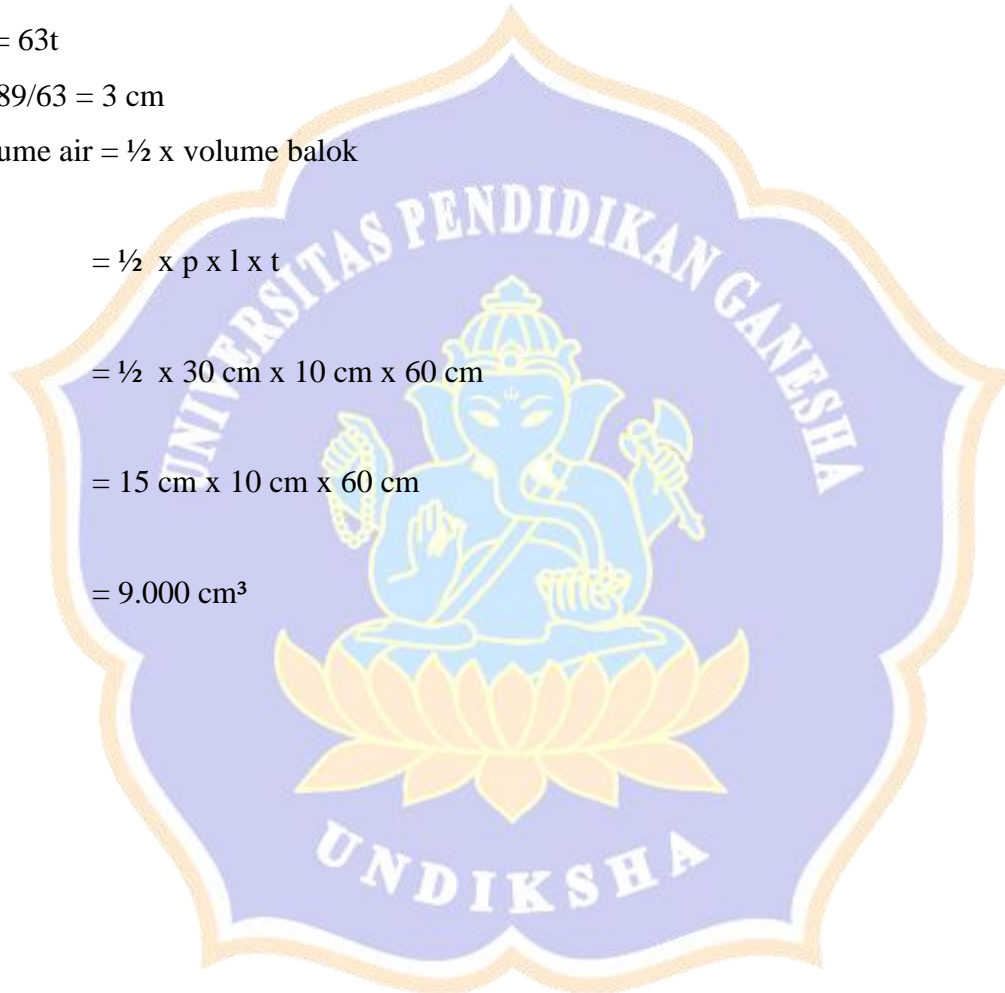 = 63t
89/63 = 3 cm
ume air = ½ x volume balok
= ½ x p x l x t
= ½ x 30 cm x 10 cm x 60 cm
= 15 cm x 10 cm x 60 cm
= 9.000 cm³
UNIVERSITAS PENDIDIKAN GANESHA
UNDIKSHA